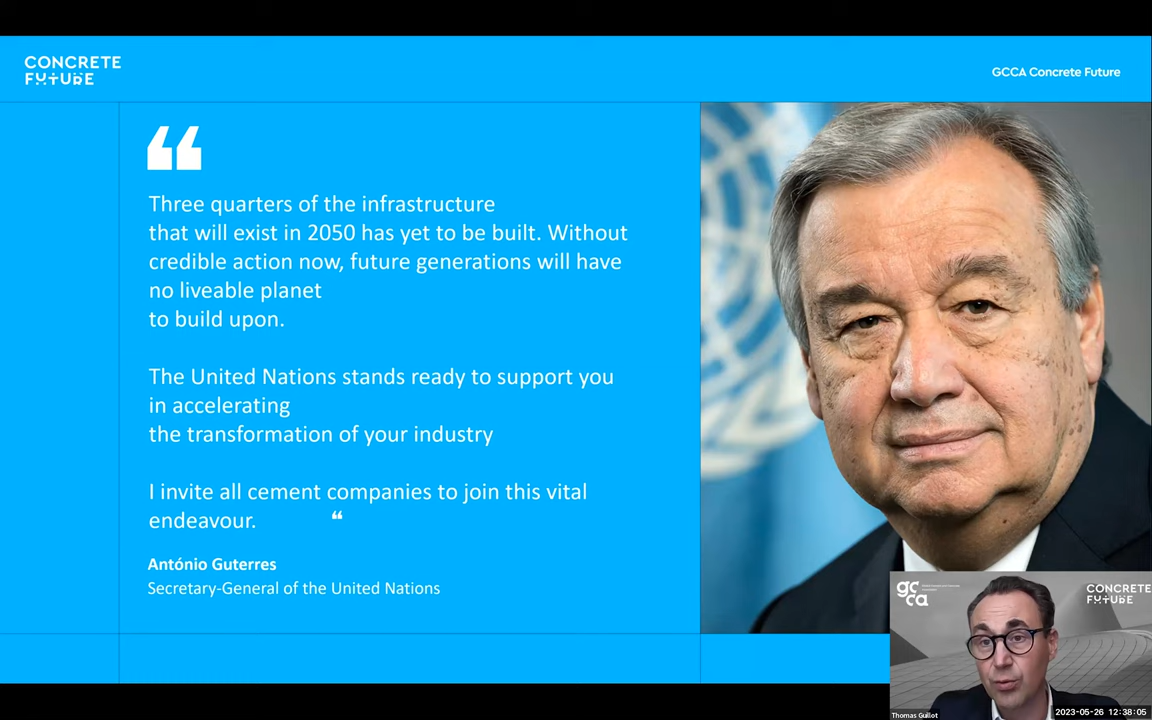 CONCRETE
FUTURE
GCCA Concrete Future
“
Three quarters of the infrastructure
that will exist in 2050 has yet to be built. Without
credible action now, future generations will have
no liveable planet
to build upon.
The United Nations stands ready to support you
in accelerating
the transformation of your industry
I invite all cement companies to join this vital
endeavour. “
António Guterres
Secretary-General of the United Nations
gcca
CONCRETE
FUTURE
Thomas Guillot
2023-05-26 12:38:05